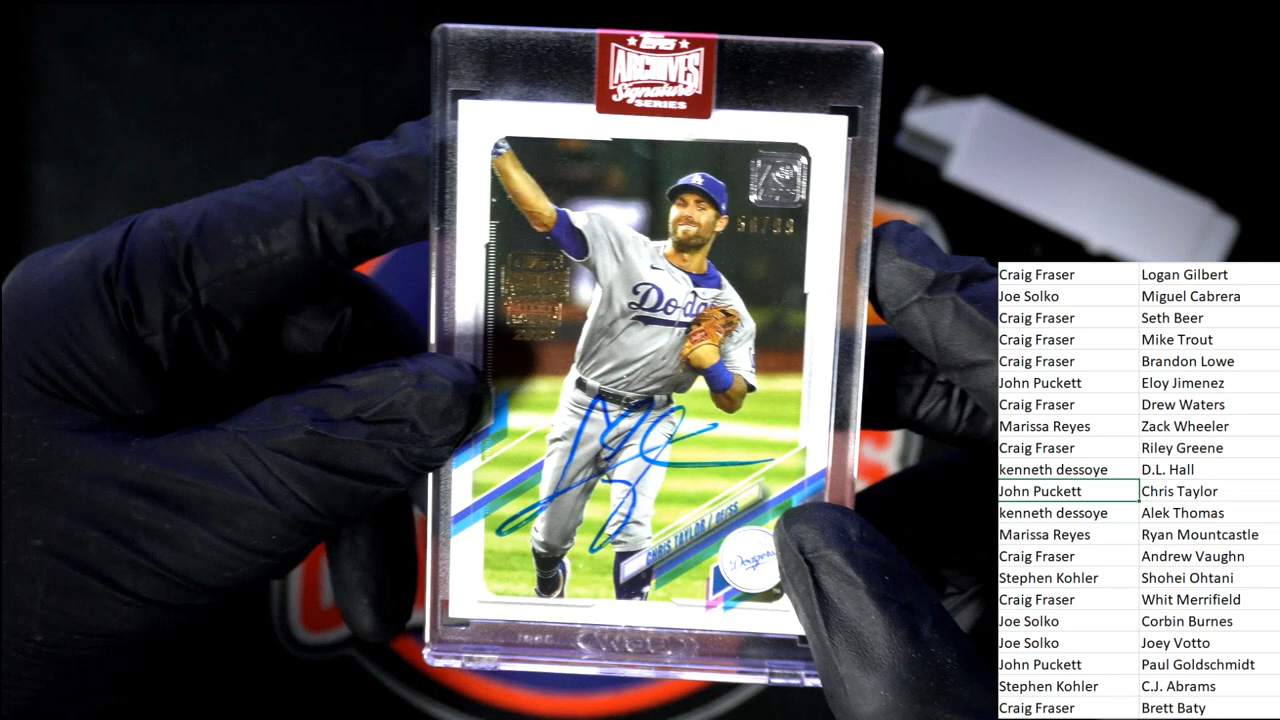 Topps
ARCHIVES
Signature
SERIES
Dodg
CHRIS TAYLOR / OF/SS
Dodgers
Craig Fraser Logan Gilbert
Joe Solko Miguel Cabrera
Craig Fraser Seth Beer
Craig Fraser Mike Trout
Craig Fraser Brandon Lowe
John Puckett Eloy Jimenez
Craig Fraser Drew Waters
Marissa Reyes Zack Wheeler
Craig Fraser Riley Greene
kenneth dessoye D.L. Hall
John Puckett Chris Taylor
kenneth dessoye Alek Thomas
Marissa Reyes Ryan Mountcastle
Craig Fraser Andrew Vaughn
Stephen Kohler Shohei Ohtani
Craig Fraser Whit Merrifield
Joe Solko Corbin Burnes
Joe Solko Joey Votto
John Puckett Paul Goldschmidt
Stephen Kohler C.J. Abrams
Craig Fraser Brett Baty